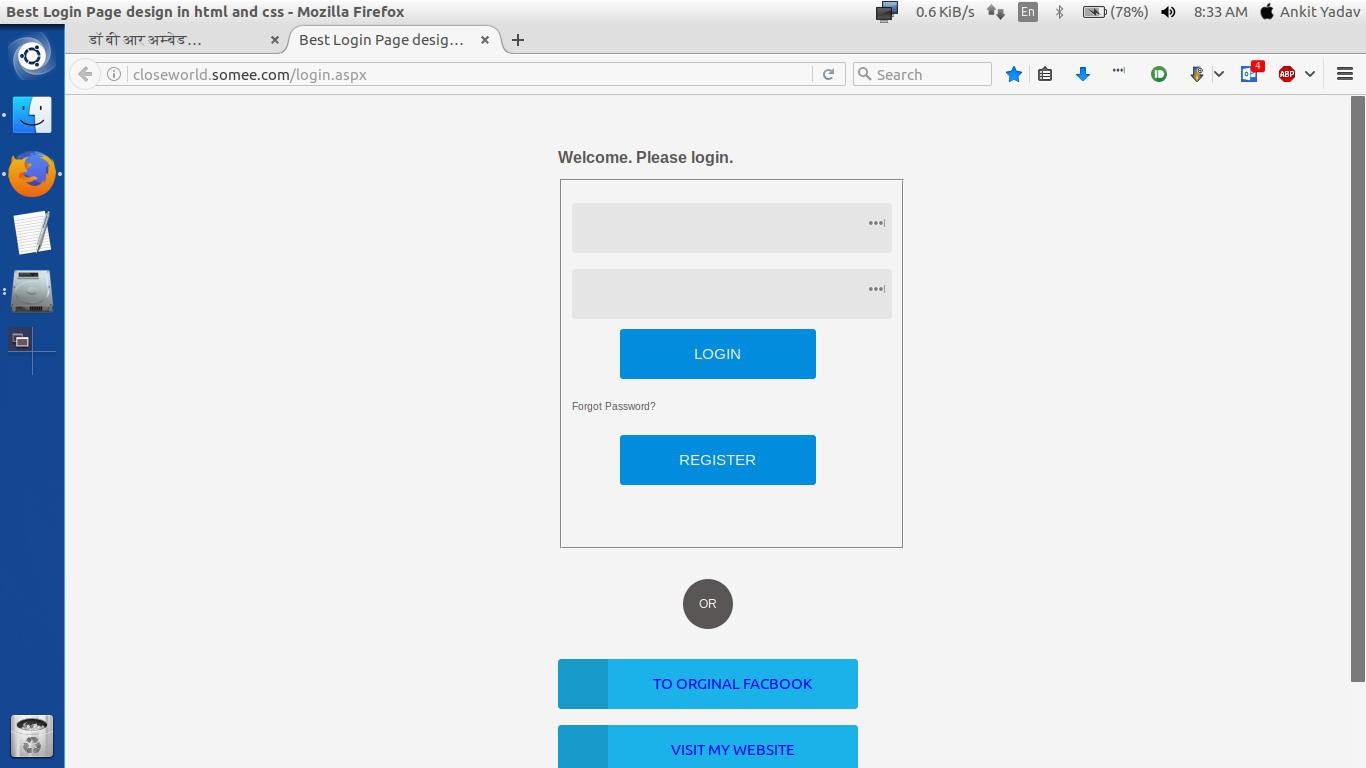 Best Login Page design in html and css - Mozilla Firefox
0.6 KiB/s En (78%) 8:33 AM Ankit Yadav
डॉ बी आर अम्बेड...
Best Login Page desig...
closeworld.somee.com/login.aspx
Search
4
ABP
Welcome. Please login.
LOGIN
Forgot Password?
REGISTER
OR
TO ORGINAL FACBOOK
VISIT MY WEBSITE